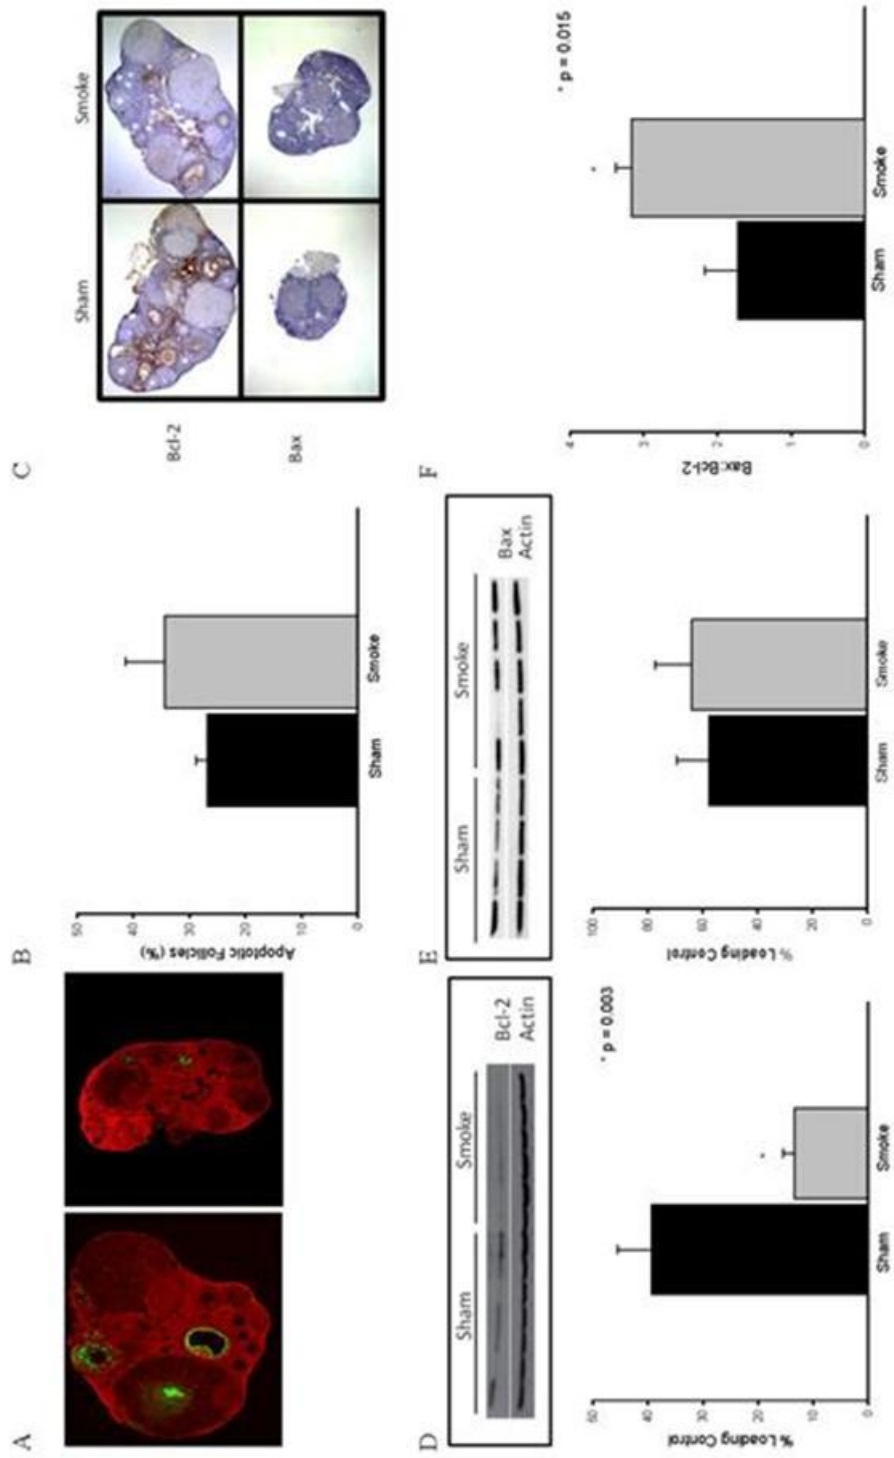 A
B
Apoptotic Follicles (%)
50
40
30
20
10
0
Sham
Smoke
C
Sham
Smoke
Bcl-2
Bax
D
Sham
Smoke
Bcl-2
Actin
% Loading Control
50
40
30
20
10
0
* p = 0.003
*
Sham
Smoke
E
Sham
Smoke
Bax
Actin
% Loading Control
100
80
60
40
20
0
Sham
Smoke
F
Bax:Bcl-2
4
3
2
1
0
* p = 0.015
*
Sham
Smoke